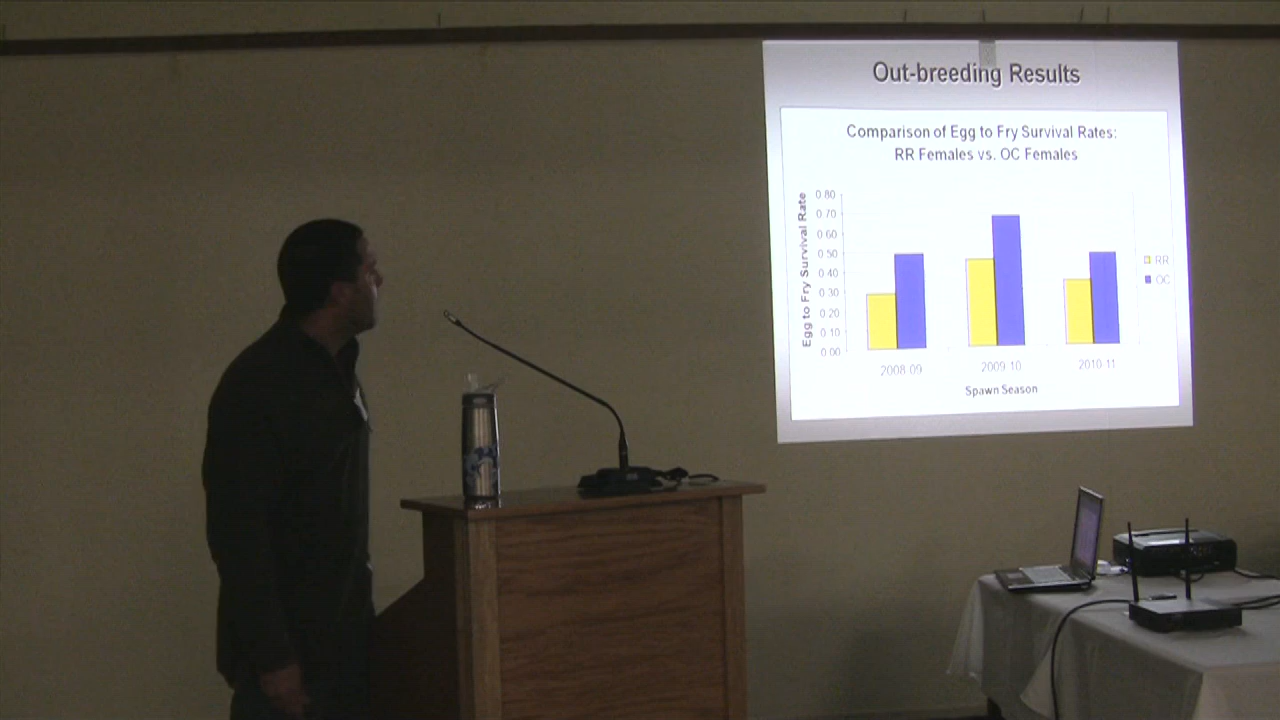 Out-breeding Results
Comparison of Egg to Fry Survival Rates:
RR Females vs. OC Females
Egg to Fry Survival Rate
0.80
0.70
0.60
0.50
0.40
0.30
0.20
0.10
0.00
RR
OC
2008-09
2009-10
2010-11
Spawn Season